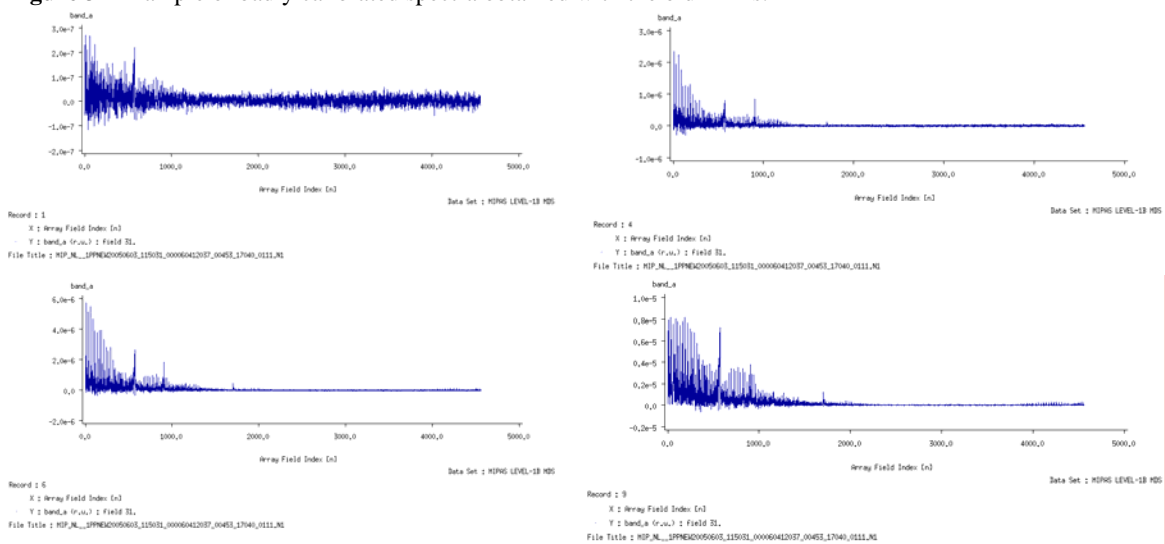 band_a
3.0e-7
2.0e-7
1.0e-7
0.0
-1.0e-7
-2.0e-7
0.0 1000.0 2000.0 3000.0 4000.0 5000.0
Array Field Index [n]
Data Set : MIPAS LEVEL-1B MDS
Record : 1
X : Array Field Index [n]
Y : band_a (r.u.) : Field 31.
File Title : MIP_NL__1PPNEW20050603_115031_000060412037_00453_17040_0111.N1
band_a
3.0e-6
2.0e-6
1.0e-6
0.0
-1.0e-6
0.0 1000.0 2000.0 3000.0 4000.0 5000.0
Array Field Index [n]
Data Set : MIPAS LEVEL-1B MDS
Record : 4
X : Array Field Index [n]
Y : band_a (r.u.) : Field 31.
File Title : MIP_NL__1PPNEW20050603_115031_000060412037_00453_17040_0111.N1
band_a
6.0e-6
4.0e-6
2.0e-6
0.0
-2.0e-6
0.0 1000.0 2000.0 3000.0 4000.0 5000.0
Array Field Index [n]
Data Set : MIPAS LEVEL-1B MDS
Record : 6
X : Array Field Index [n]
Y : band_a (r.u.) : Field 31.
File Title : MIP_NL__1PPNEW20050603_115031_000060412037_00453_17040_0111.N1
band_a
1.0e-5
0.8e-5
0.6e-5
0.4e-5
0.2e-5
0.0
-0.2e-5
0.0 1000.0 2000.0 3000.0 4000.0 5000.0
Array Field Index [n]
Data Set : MIPAS LEVEL-1B MDS
Record : 9
X : Array Field Index [n]
Y : band_a (r.u.) : Field 31.
File Title : MIP_NL__1PPNEW20050603_115031_000060412037_00453_17040_0111.N1